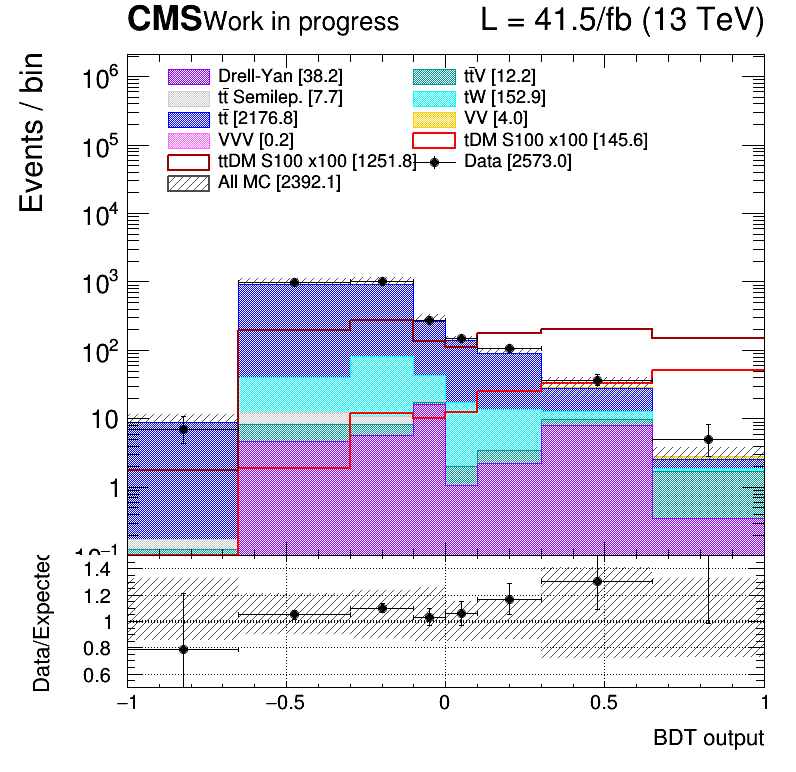 CMS Work in progress L = 41.5/fb (13 TeV)
Events / bin
Drell-Yan [38.2] tt̄V [12.2]
tt̄ Semilep. [7.7] tW [152.9]
tt̄ [2176.8] VV [4.0]
VVV [0.2] tDM S100 x100 [145.6]
ttDM S100 x100 [1251.8] Data [2573.0]
All MC [2392.1]
10⁶
10⁵
10⁴
10³
10²
10
1
10⁻¹
Data/Expected
1.4
1.2
1
0.8
0.6
−1 −0.5 0 0.5 1
BDT output